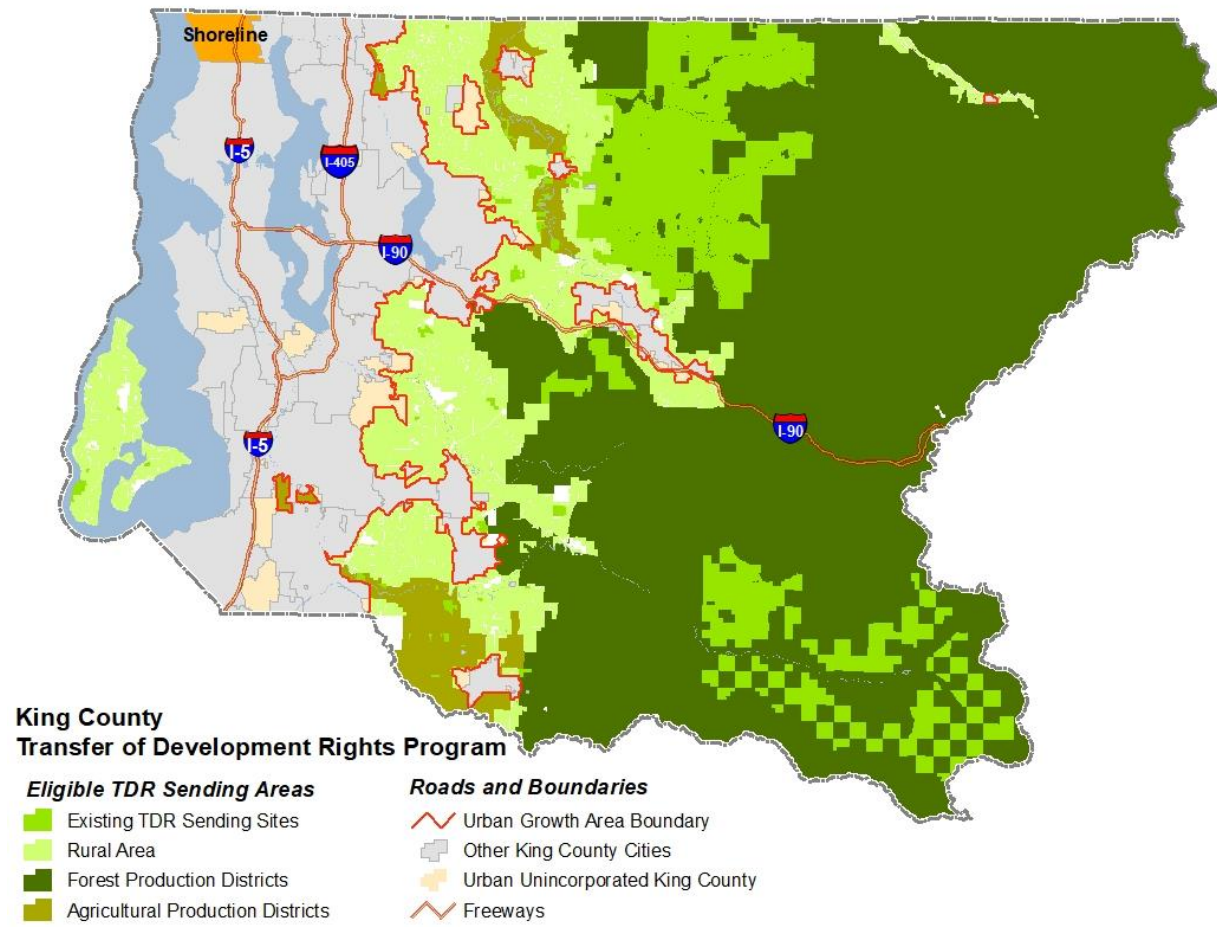 Shoreline
I-5
I-405
I-90
I-5
I-90
King County
Transfer of Development Rights Program
Eligible TDR Sending Areas
Existing TDR Sending Sites
Rural Area
Forest Production Districts
Agricultural Production Districts
Roads and Boundaries
Urban Growth Area Boundary
Other King County Cities
Urban Unincorporated King County
Freeways